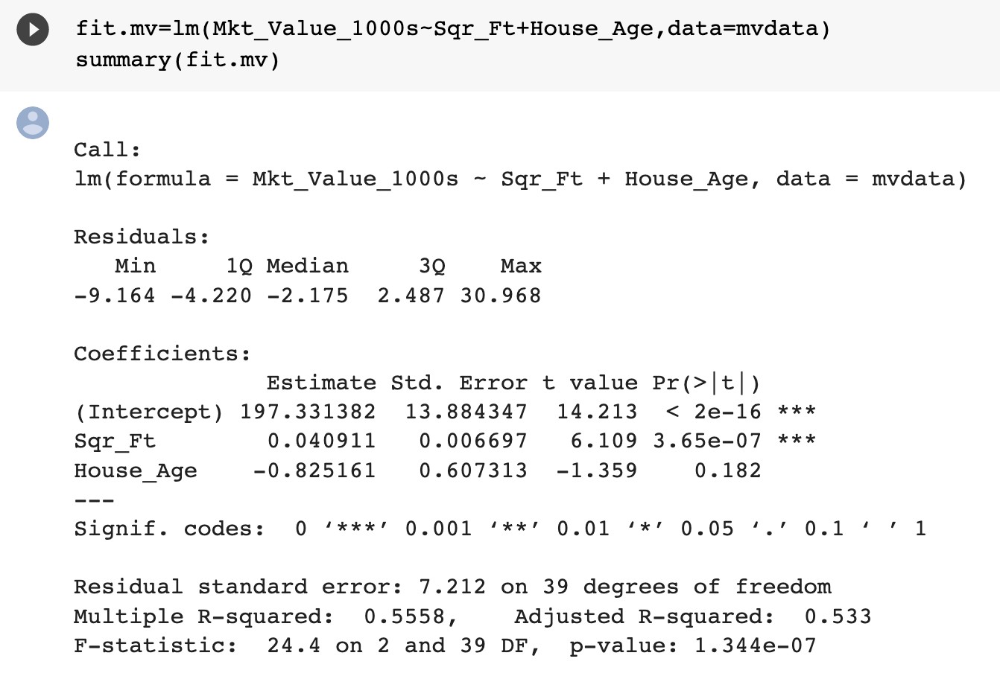 fit.mv=lm(Mkt_Value_1000s~Sqr_Ft+House_Age,data=mvdata)
summary(fit.mv)
Call:
lm(formula = Mkt_Value_1000s ~ Sqr_Ft + House_Age, data = mvdata)
Residuals:
   Min     1Q Median     3Q    Max
-9.164 -4.220 -2.175  2.487 30.968
Coefficients:
              Estimate Std. Error t value Pr(>|t|)
(Intercept) 197.331382  13.884347  14.213  < 2e-16 ***
Sqr_Ft        0.040911   0.006697   6.109 3.65e-07 ***
House_Age    -0.825161   0.607313  -1.359    0.182
---
Signif. codes:  0 ‘***’ 0.001 ‘**’ 0.01 ‘*’ 0.05 ‘.’ 0.1 ‘ ’ 1
Residual standard error: 7.212 on 39 degrees of freedom
Multiple R-squared:  0.5558,    Adjusted R-squared:  0.533
F-statistic:  24.4 on 2 and 39 DF,  p-value: 1.344e-07